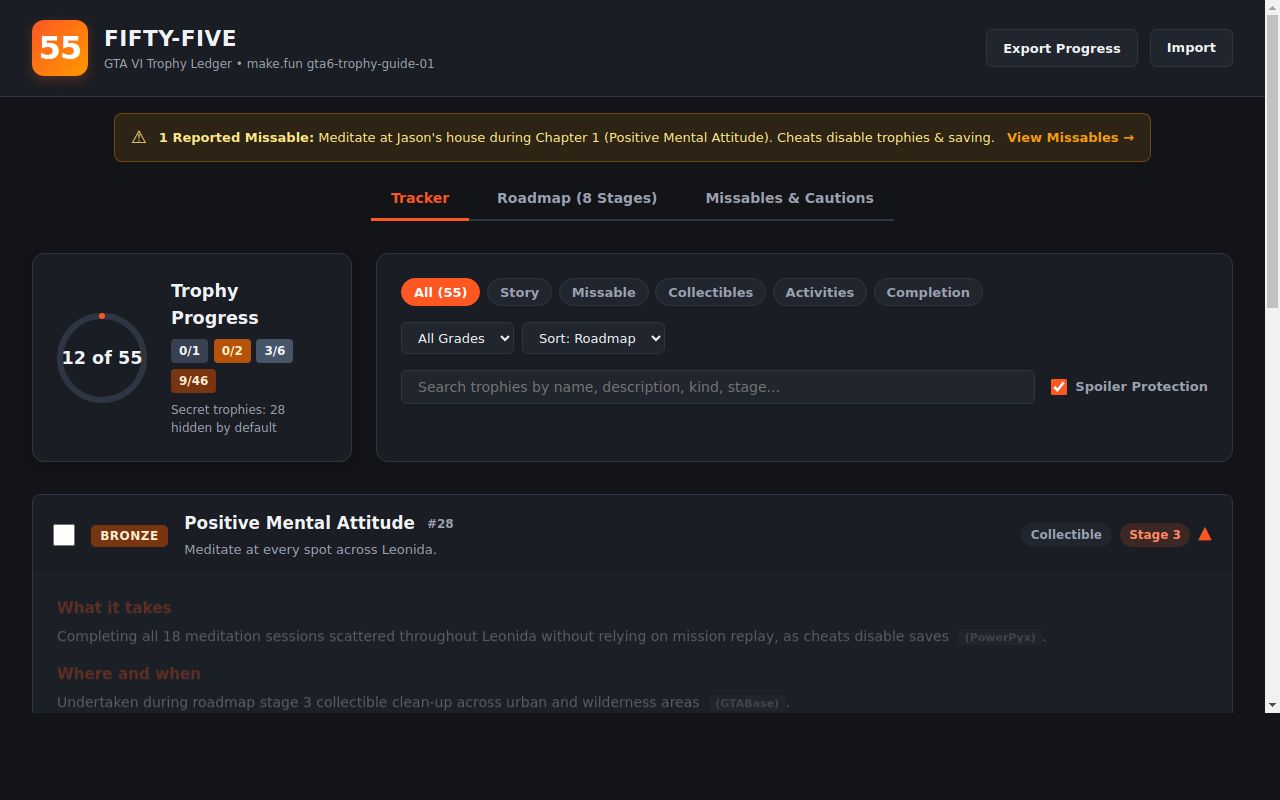 55
FIFTY-FIVE
GTA VI Trophy Ledger • make.fun gta6-trophy-guide-01
Export Progress
Import
⚠ 1 Reported Missable: Meditate at Jason's house during Chapter 1 (Positive Mental Attitude). Cheats disable trophies & saving. View Missables →
Tracker
Roadmap (8 Stages)
Missables & Cautions
12 of 55
Trophy
Progress
0/1 0/2 3/6
9/46
Secret trophies: 28
hidden by default
All (55) Story Missable Collectibles Activities Completion
All Grades Sort: Roadmap
Search trophies by name, description, kind, stage...
Spoiler Protection
BRONZE
Positive Mental Attitude #28
Meditate at every spot across Leonida.
Collectible Stage 3 ▲
What it takes
Completing all 18 meditation sessions scattered throughout Leonida without relying on mission replay, as cheats disable saves (PowerPyx) .
Where and when
Undertaken during roadmap stage 3 collectible clean-up across urban and wilderness areas (GTABase) .